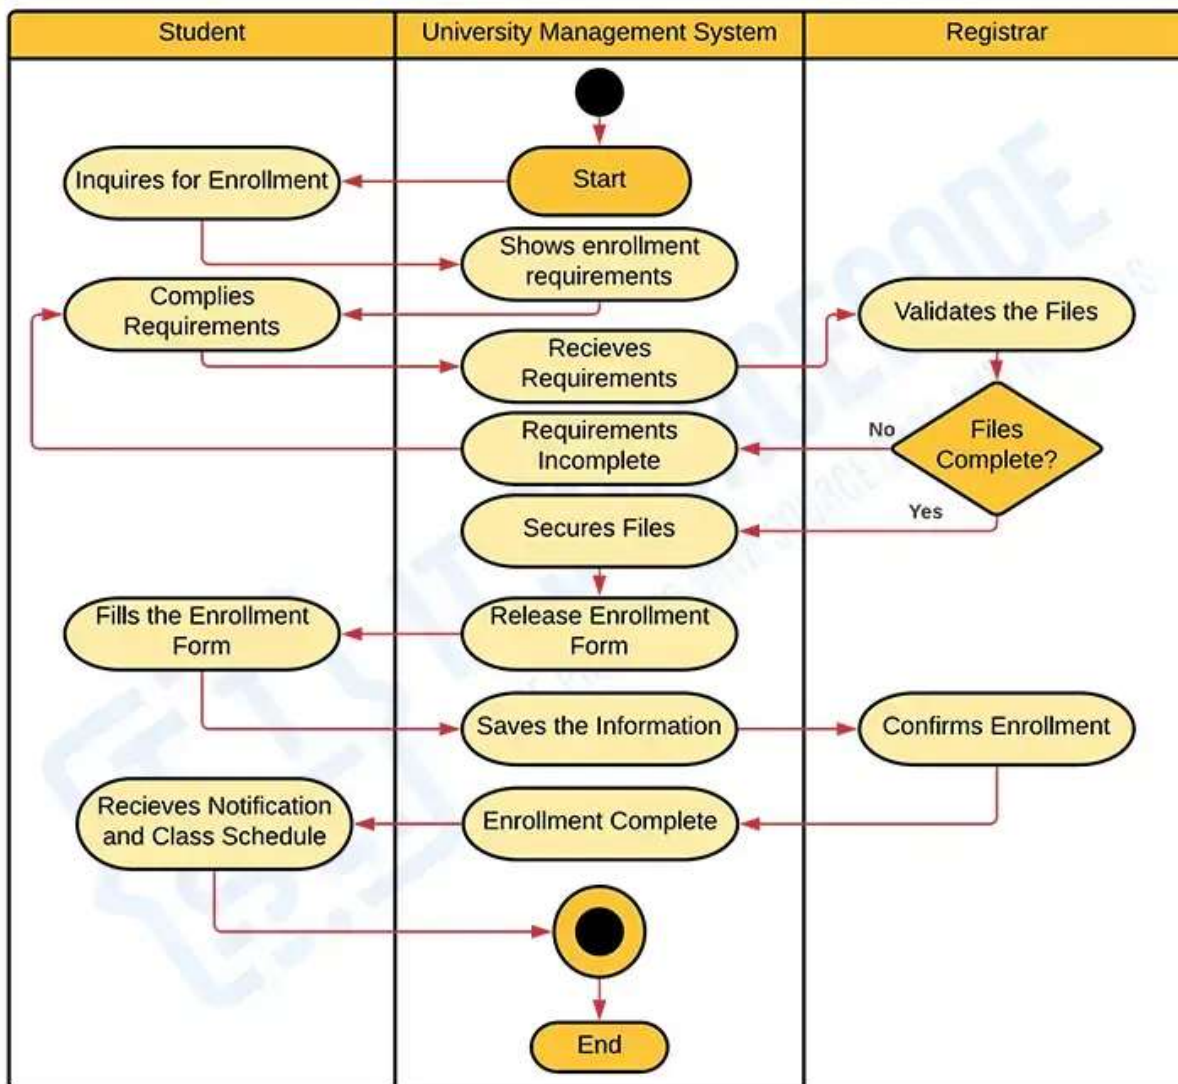 Student
University Management System
Registrar
Start
Inquires for Enrollment
Shows enrollment
requirements
Complies
Requirements
Validates the Files
Recieves
Requirements
Files
Complete?
No
Requirements
Incomplete
Yes
Secures Files
Release Enrollment
Form
Fills the Enrollment
Form
Saves the Information
Confirms Enrollment
Enrollment Complete
Recieves Notification
and Class Schedule
End